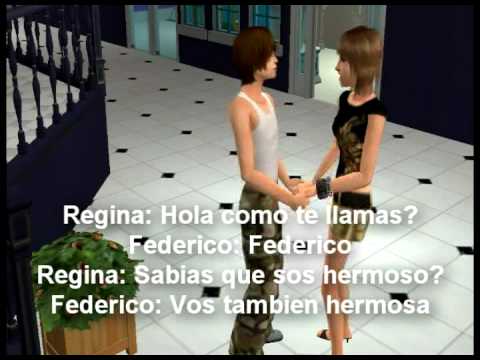 Regina: Hola como te llamas?
Federico: Federico
Regina: Sabias que sos hermoso?
Federico: Vos tambien hermosa